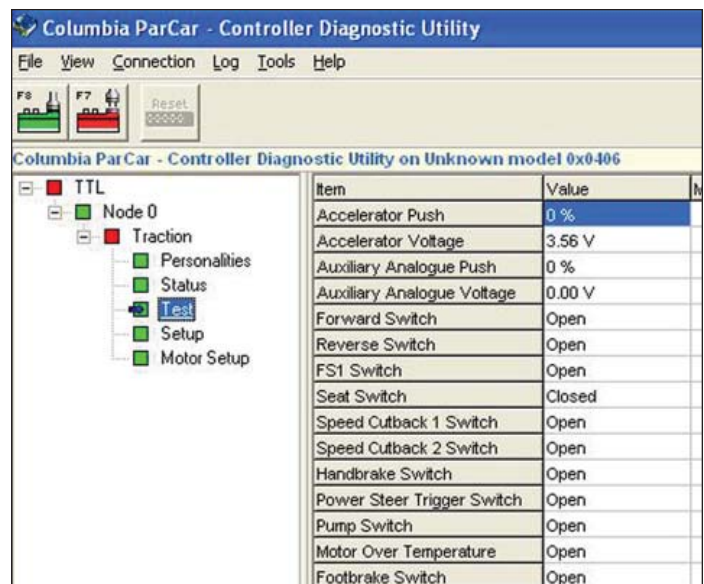 Columbia ParCar - Controller Diagnostic Utility
File View Connection Log Tools Help
F8 F7 Reset
Columbia ParCar - Controller Diagnostic Utility on Unknown model 0x0406
TTL
Node 0
Traction
Personalities
Status
Test
Setup
Motor Setup
Item Value M
Accelerator Push 0 %
Accelerator Voltage 3.56 V
Auxiliary Analogue Push 0 %
Auxiliary Analogue Voltage 0.00 V
Forward Switch Open
Reverse Switch Open
FS1 Switch Open
Seat Switch Closed
Speed Cutback 1 Switch Open
Speed Cutback 2 Switch Open
Handbrake Switch Open
Power Steer Trigger Switch Open
Pump Switch Open
Motor Over Temperature Open
Footbrake Switch Open